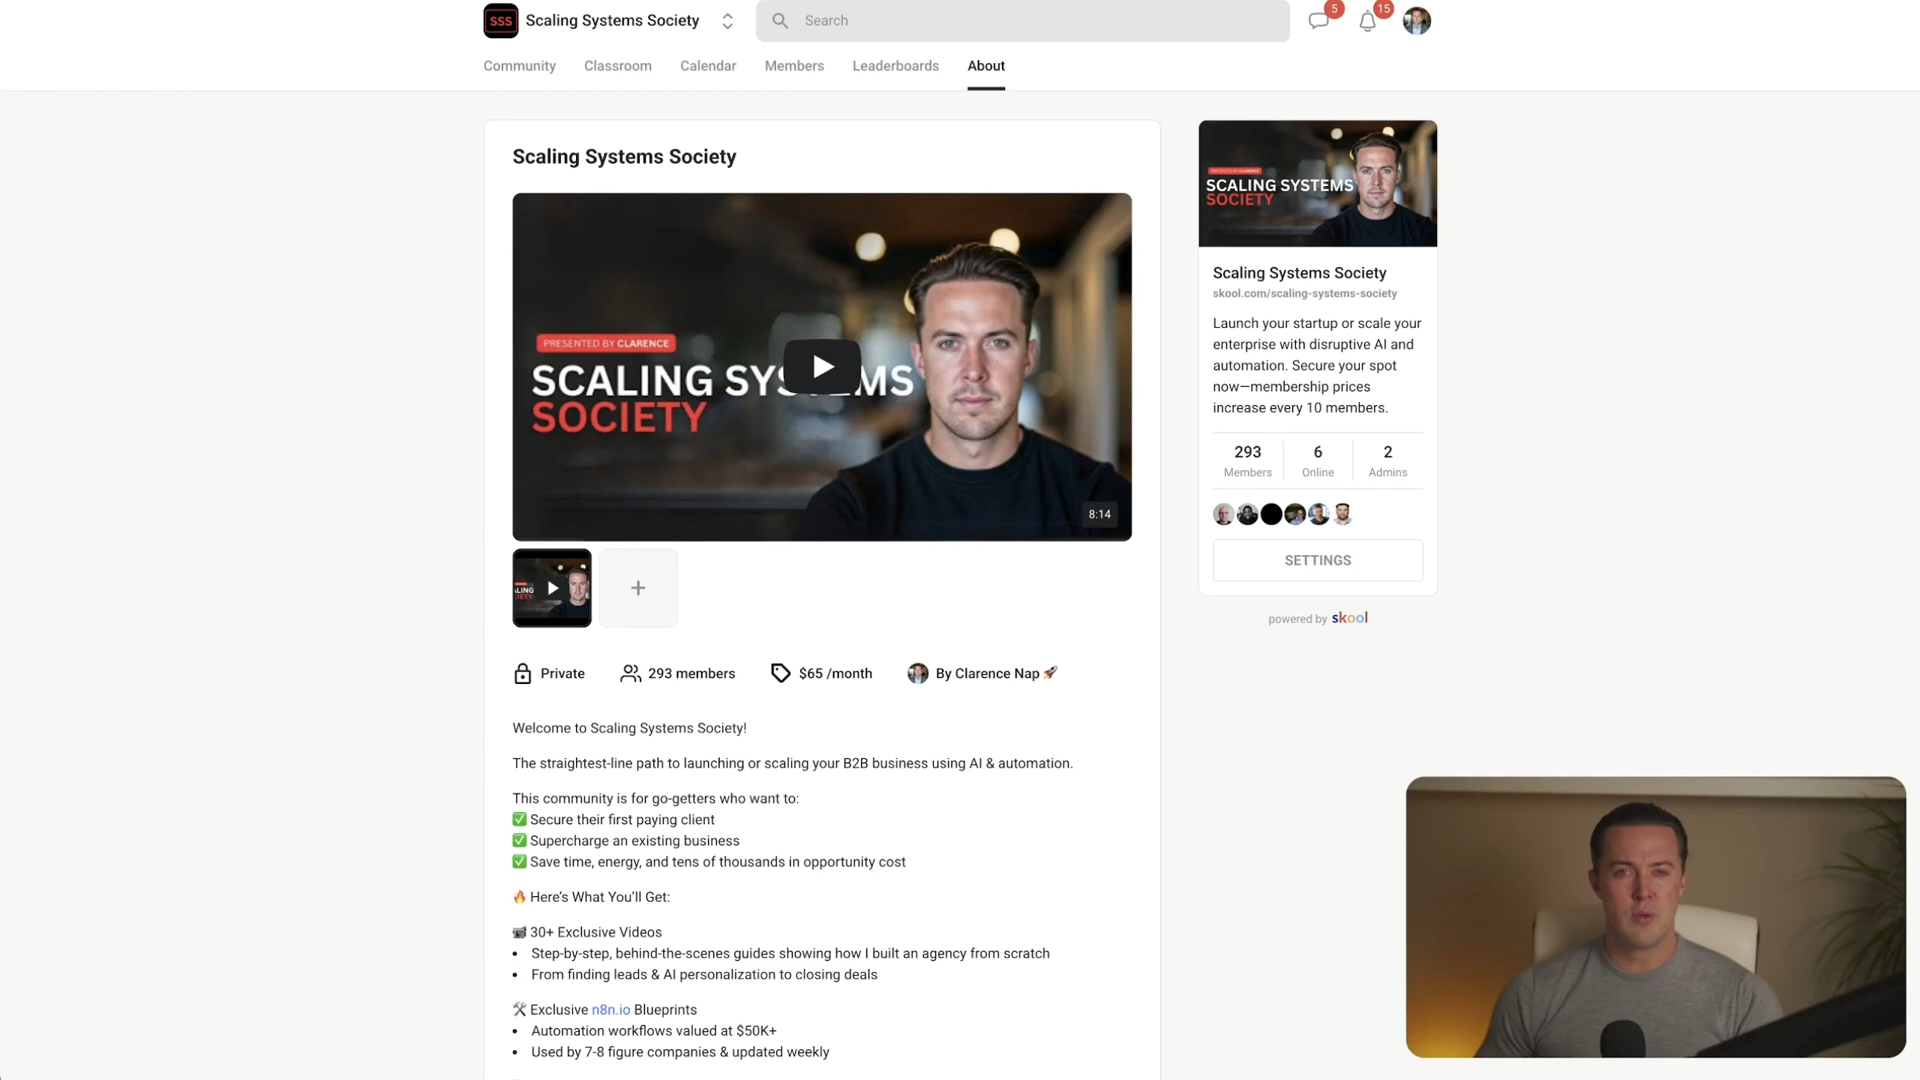 SSS Scaling Systems Society
Search
5
15
Community Classroom Calendar Members Leaderboards About
Scaling Systems Society
PRESENTED BY CLARENCE
SCALING SYSTEMS
SOCIETY
8:14
Private
293 members
$65 /month
By Clarence Nap 🚀
Welcome to Scaling Systems Society!
The straightest-line path to launching or scaling your B2B business using AI & automation.
This community is for go-getters who want to:
✅ Secure their first paying client
✅ Supercharge an existing business
✅ Save time, energy, and tens of thousands in opportunity cost
🔥 Here's What You'll Get:
📹 30+ Exclusive Videos
• Step-by-step, behind-the-scenes guides showing how I built an agency from scratch
• From finding leads & AI personalization to closing deals
🛠 Exclusive n8n.io Blueprints
• Automation workflows valued at $50K+
• Used by 7-8 figure companies & updated weekly
PRESENTED BY CLARENCE
SCALING SYSTEMS
SOCIETY
Scaling Systems Society
skool.com/scaling-systems-society
Launch your startup or scale your
enterprise with disruptive AI and
automation. Secure your spot
now—membership prices
increase every 10 members.
293 6 2
Members Online Admins
SETTINGS
powered by skool